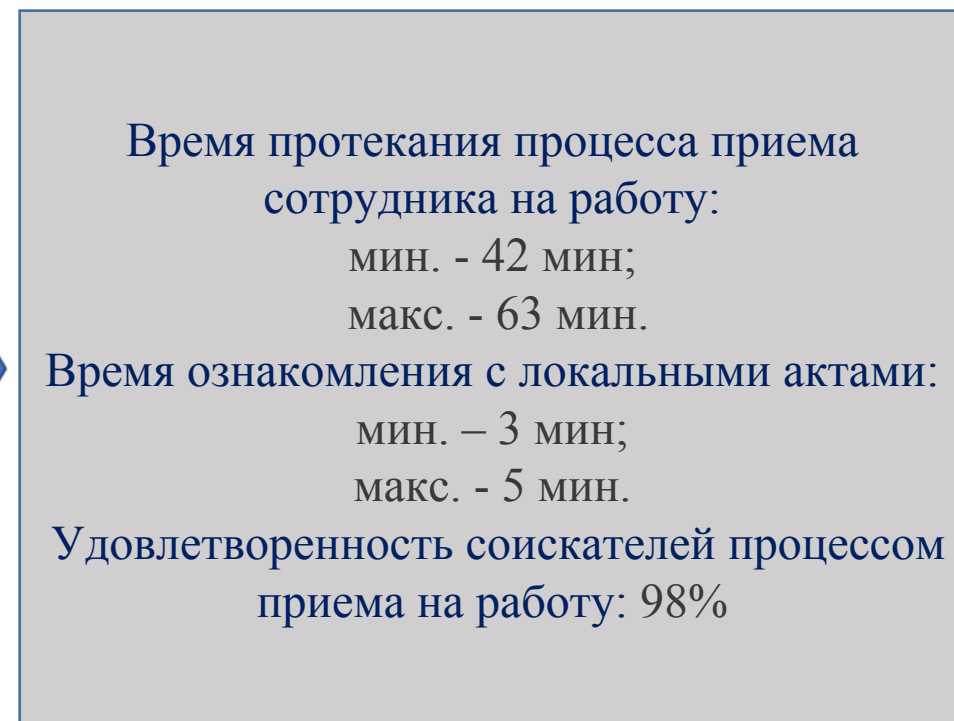 Время протекания процесса приема
сотрудника на работу:
мин. - 42 мин;
макс. - 63 мин.
Время ознакомления с локальными актами:
мин. – 3 мин;
макс. - 5 мин.
Удовлетворенность соискателей процессом
приема на работу: 98%